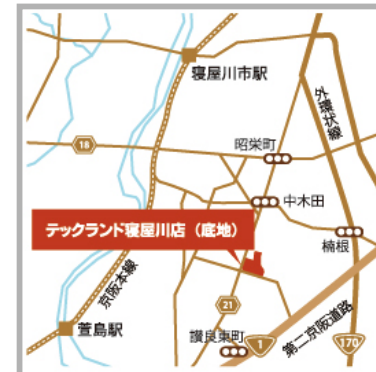 寝屋川市駅
外環状線
昭栄町
18
中木田
テックランド寝屋川店（底地）
楠根
京阪本線
21
萱島駅
讃良東町
1
第二京阪道路
170